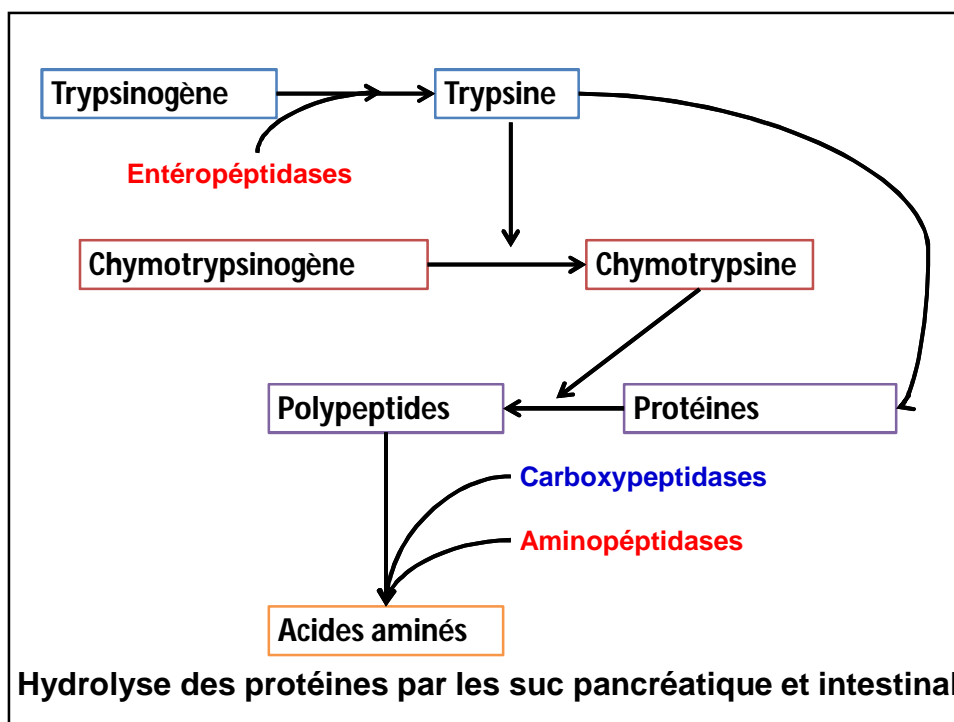 Trypsinogène
Trypsine
Entéropéptidases
Chymotrypsinogène
Chymotrypsine
Polypeptides
Protéines
Carboxypeptidases
Aminopéptidases
Acides aminés
Hydrolyse des protéines par les suc pancréatique et intestinal